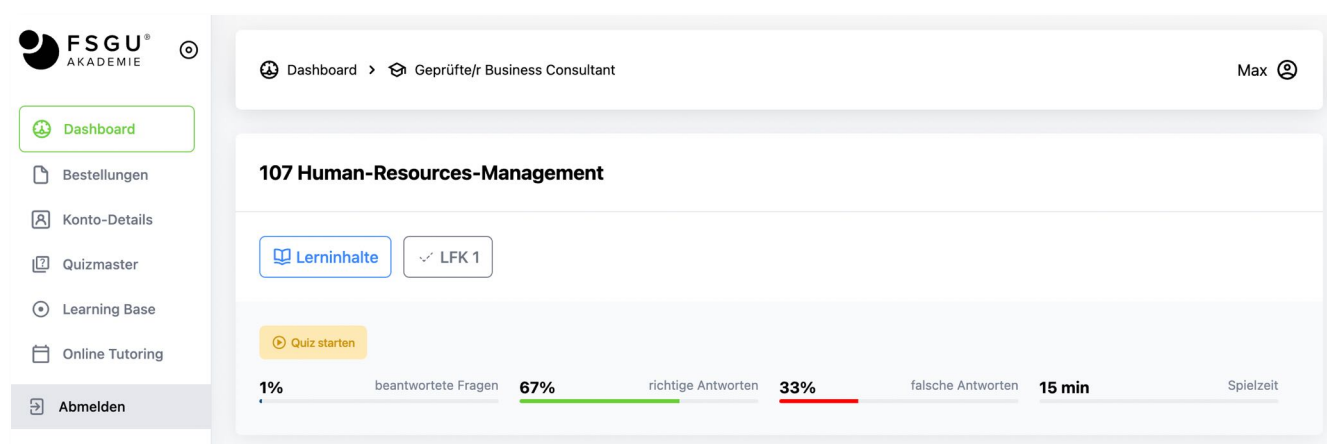 FSGU®
AKADEMIE
Dashboard
Bestellungen
Konto-Details
Quizmaster
Learning Base
Online Tutoring
Abmelden
Dashboard > Geprüfte/r Business Consultant
Max
107 Human-Resources-Management
Lerninhalte
LFK 1
Quiz starten
1% beantwortete Fragen
67% richtige Antworten
33% falsche Antworten
15 min Spielzeit